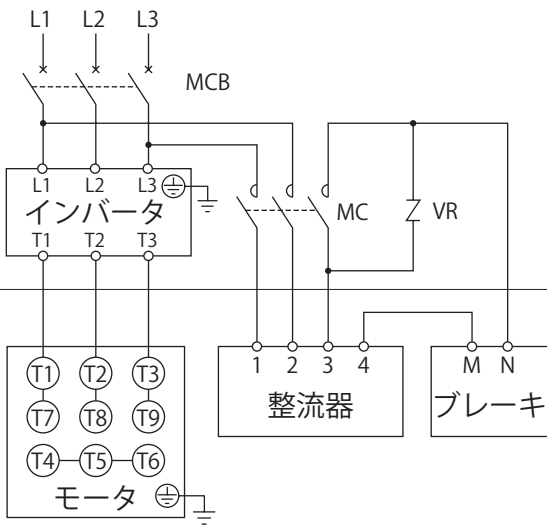 L1 L2 L3
MCB
L1 L2 L3
インバータ
MC
VR
T1 T2 T3
1 2 3 4
M N
整流器
ブレーキ
T1 T2 T3
T7 T8 T9
T4 T5 T6
モータ